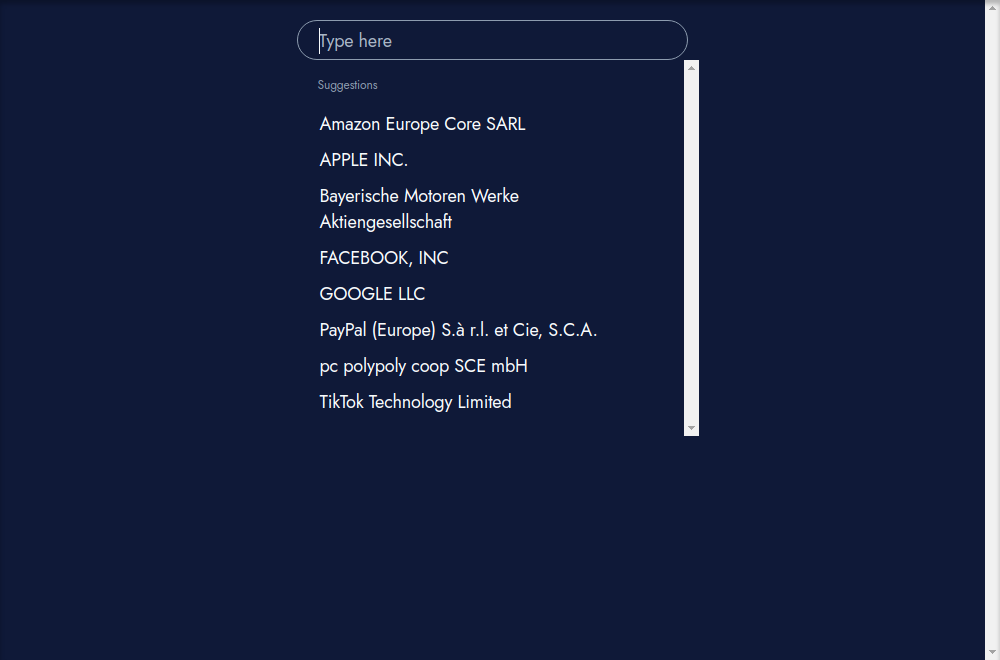 Type here
Suggestions
Amazon Europe Core SARL
APPLE INC.
Bayerische Motoren Werke
Aktiengesellschaft
FACEBOOK, INC
GOOGLE LLC
PayPal (Europe) S.à r.l. et Cie, S.C.A.
pc polypoly coop SCE mbH
TikTok Technology Limited